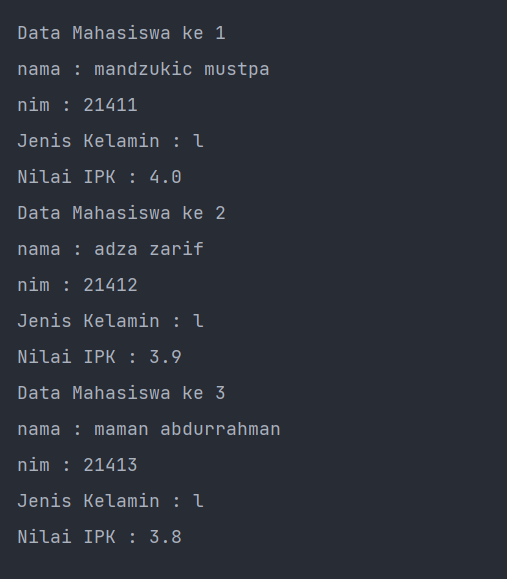 Data Mahasiswa ke 1
nama : mandzukic mustpa
nim : 21411
Jenis Kelamin : l
Nilai IPK : 4.0
Data Mahasiswa ke 2
nama : adza zarif
nim : 21412
Jenis Kelamin : l
Nilai IPK : 3.9
Data Mahasiswa ke 3
nama : maman abdurrahman
nim : 21413
Jenis Kelamin : l
Nilai IPK : 3.8